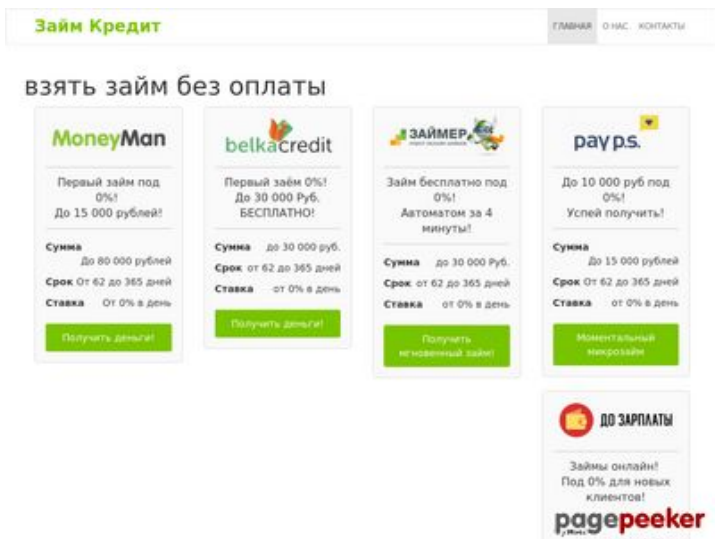 Займ Кредит
ГЛАВНАЯ О НАС КОНТАКТЫ
взять займ без оплаты
MoneyMan
Первый займ под
0%!
До 15 000 рублей!
Сумма
До 80 000 рублей
Срок От 62 до 365 дней
Ставка От 0% в день
Получить деньги!
belkacredit
Первый заём 0%!
До 30 000 Руб.
БЕСПЛАТНО!
Сумма до 30 000 руб.
Срок от 62 до 365 дней
Ставка от 0% в день
Получить деньги!
ЗАЙМЕР
Займ бесплатно под
0%!
Автоматом за 4
минуты!
Сумма до 30 000 Руб.
Срок от 62 до 365 дней
Ставка от 0% в день
Получить
мгновенный займ!
pay p.s.
До 10 000 руб под
0%!
Успей получить!
Сумма
До 15 000 рублей
Срок От 62 до 365 дней
Ставка от 0% в день
Моментальный
микрозайм
ДО ЗАРПЛАТЫ
Займы онлайн!
Под 0% для новых
клиентов!
pagepeeker